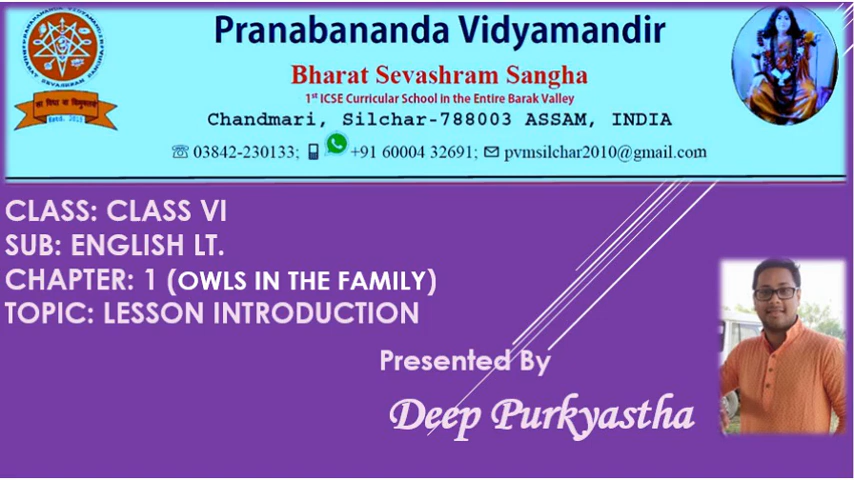 Pranabananda Vidyamandir
Bharat Sevashram Sangha
1st ICSE Curricular School in the Entire Barak Valley
Chandmari, Silchar-788003 ASSAM, INDIA
03842-230133; +91 60004 32691; pvmsilchar2010@gmail.com
CLASS: CLASS VI
SUB: ENGLISH LT.
CHAPTER: 1 (OWLS IN THE FAMILY)
TOPIC: LESSON INTRODUCTION
Presented By
Deep Purkyastha